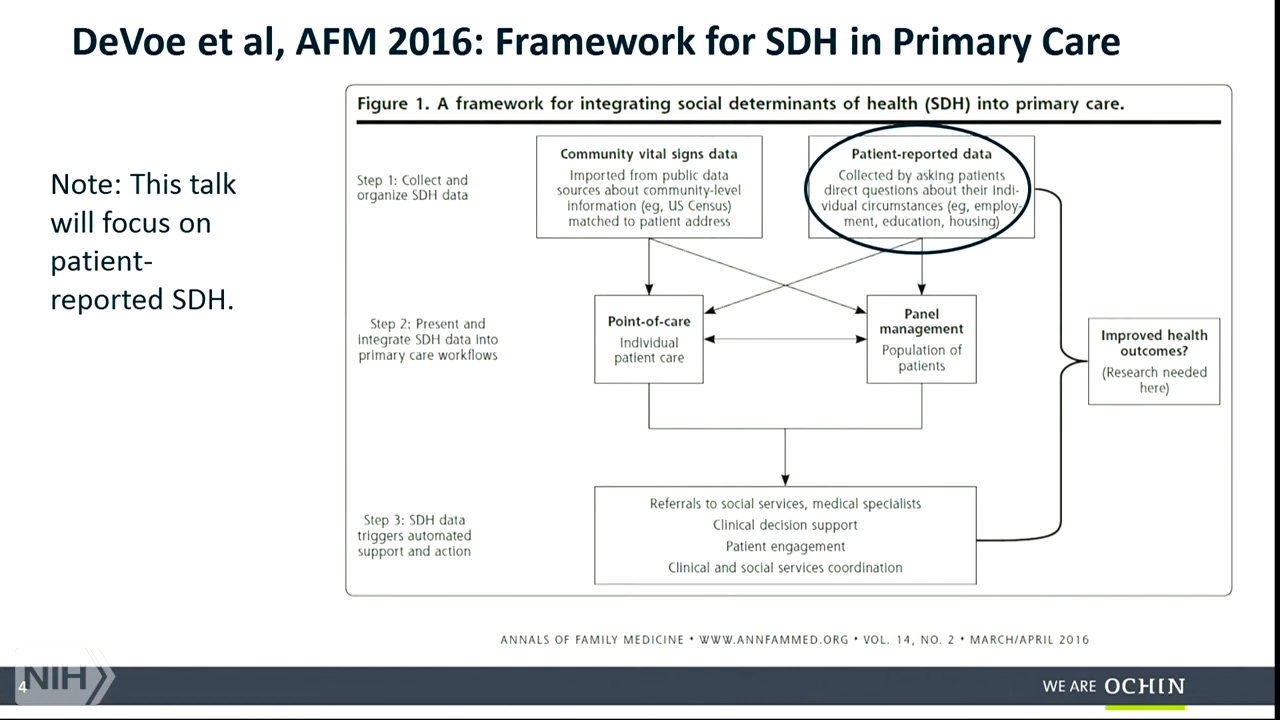 DeVoe et al, AFM 2016: Framework for SDH in Primary Care
Note: This talk
will focus on
patient-
reported SDH.
Figure 1. A framework for integrating social determinants of health (SDH) into primary care.
Step 1: Collect and
organize SDH data
Community vital signs data
Imported from public data
sources about community-level
information (eg, US Census)
matched to patient address
Patient-reported data
Collected by asking patients
direct questions about their indi-
vidual circumstances (eg, employ-
ment, education, housing)
Step 2: Present and
integrate SDH data into
primary care workflows
Point-of-care
Individual
patient care
Panel
management
Population of
patients
Improved health
outcomes?
(Research needed
here)
Step 3: SDH data
triggers automated
support and action
Referrals to social services, medical specialists
Clinical decision support
Patient engagement
Clinical and social services coordination
ANNALS OF FAMILY MEDICINE • WWW.ANNFAMMED.ORG • VOL. 14, NO. 2 • MARCH/APRIL 2016
4
NIH
WE ARE OCHIN